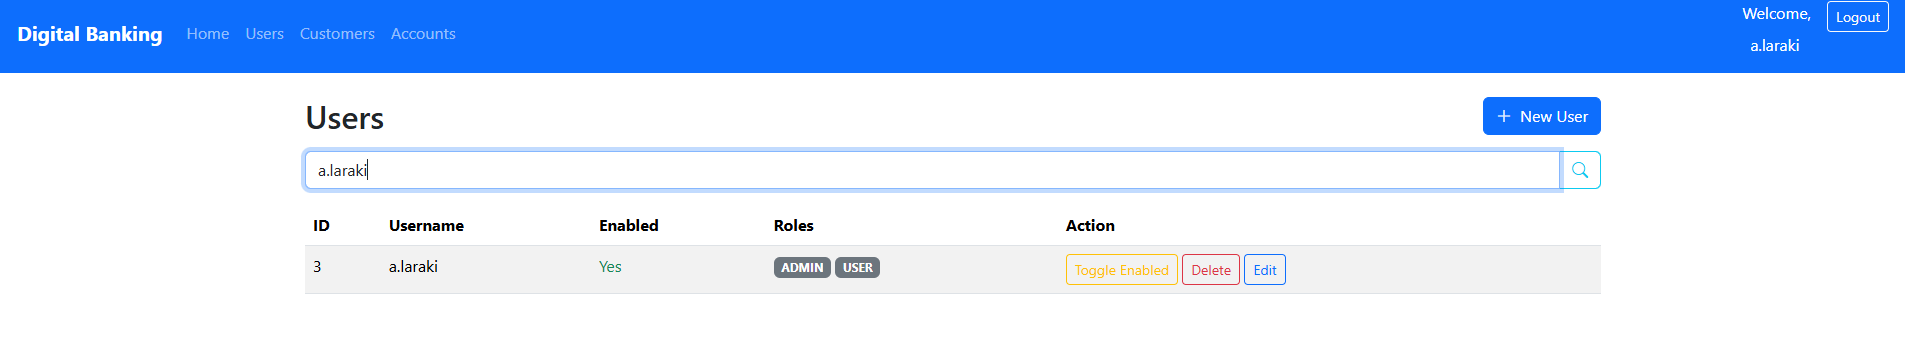 Digital Banking Home Users Customers Accounts Welcome, a.laraki Logout
Users + New User
a.laraki
ID Username Enabled Roles Action
3 a.laraki Yes ADMIN USER Toggle Enabled Delete Edit